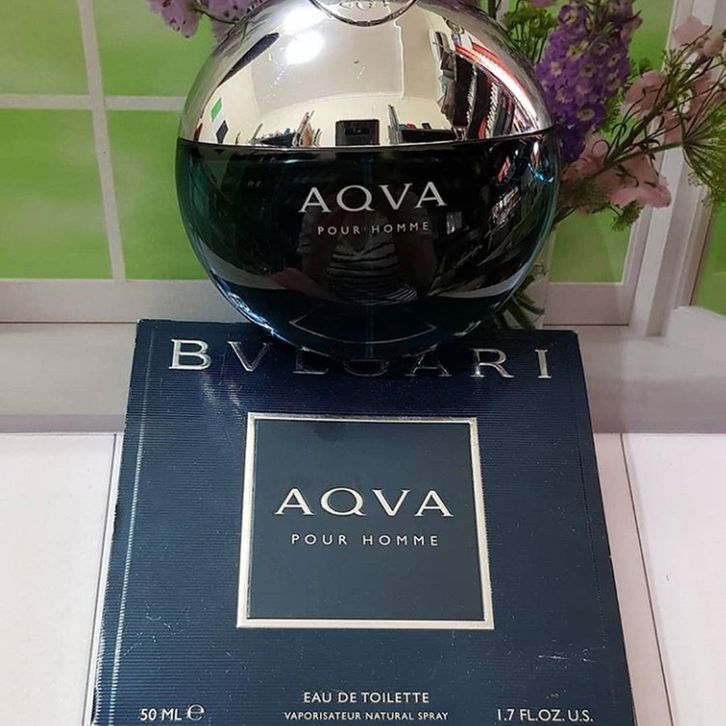 AQVA
POUR HOMME
BVLGARI
AQVA
POUR HOMME
EAU DE TOILETTE
50 ML ℮ VAPORISATEUR NATURAL SPRAY 1.7 FL.OZ. U.S.